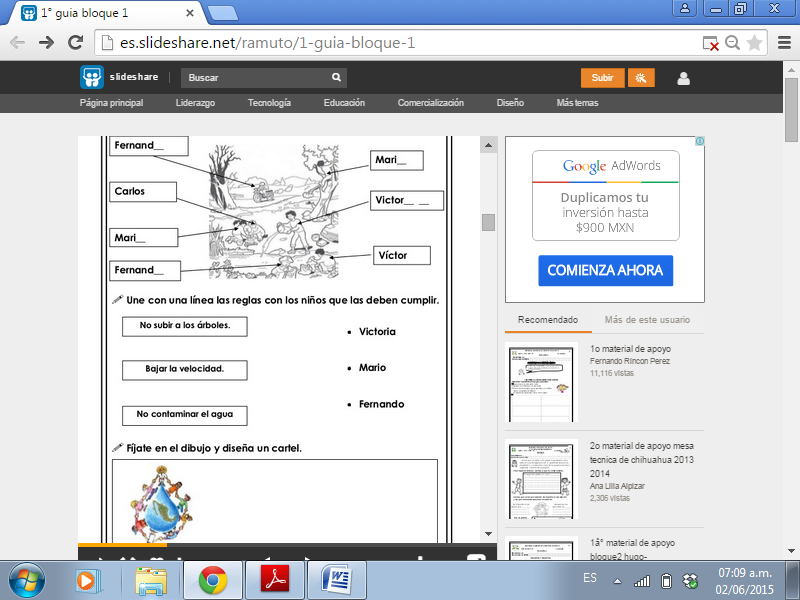 1° guia bloque 1
es.slideshare.net/ramuto/1-guia-bloque-1
slideshare
Buscar
Subir
Página principal
Liderazgo
Tecnología
Educación
Comercialización
Diseño
Más temas
Fernand__
Mari__
Carlos
Victor__ __
Mari__
Víctor
Fernand__
Une con una línea las reglas con los niños que las deben cumplir.
No subir a los árboles.
Victoria
Bajar la velocidad.
Mario
No contaminar el agua
Fernando
Fíjate en el dibujo y diseña un cartel.
Google AdWords
Duplicamos tu
inversión hasta
$900 MXN
COMIENZA AHORA
Recomendado
Más de este usuario
1o material de apoyo
Fernando Rincon Perez
11,116 vistas
2o material de apoyo mesa
tecnica de chihuahua 2013
2014
Ana Lilia Alpizar
2,306 vistas
1å° material de apoyo
bloque2 hugo-
ES
07:09 a.m.
02/06/2015